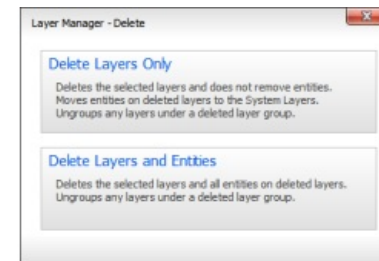 Layer Manager - Delete
Delete Layers Only
Deletes the selected layers and does not remove entities.
Moves entities on deleted layers to the System Layers.
Ungroups any layers under a deleted layer group.
Delete Layers and Entities
Deletes the selected layers and all entities on deleted layers.
Ungroups any layers under a deleted layer group.